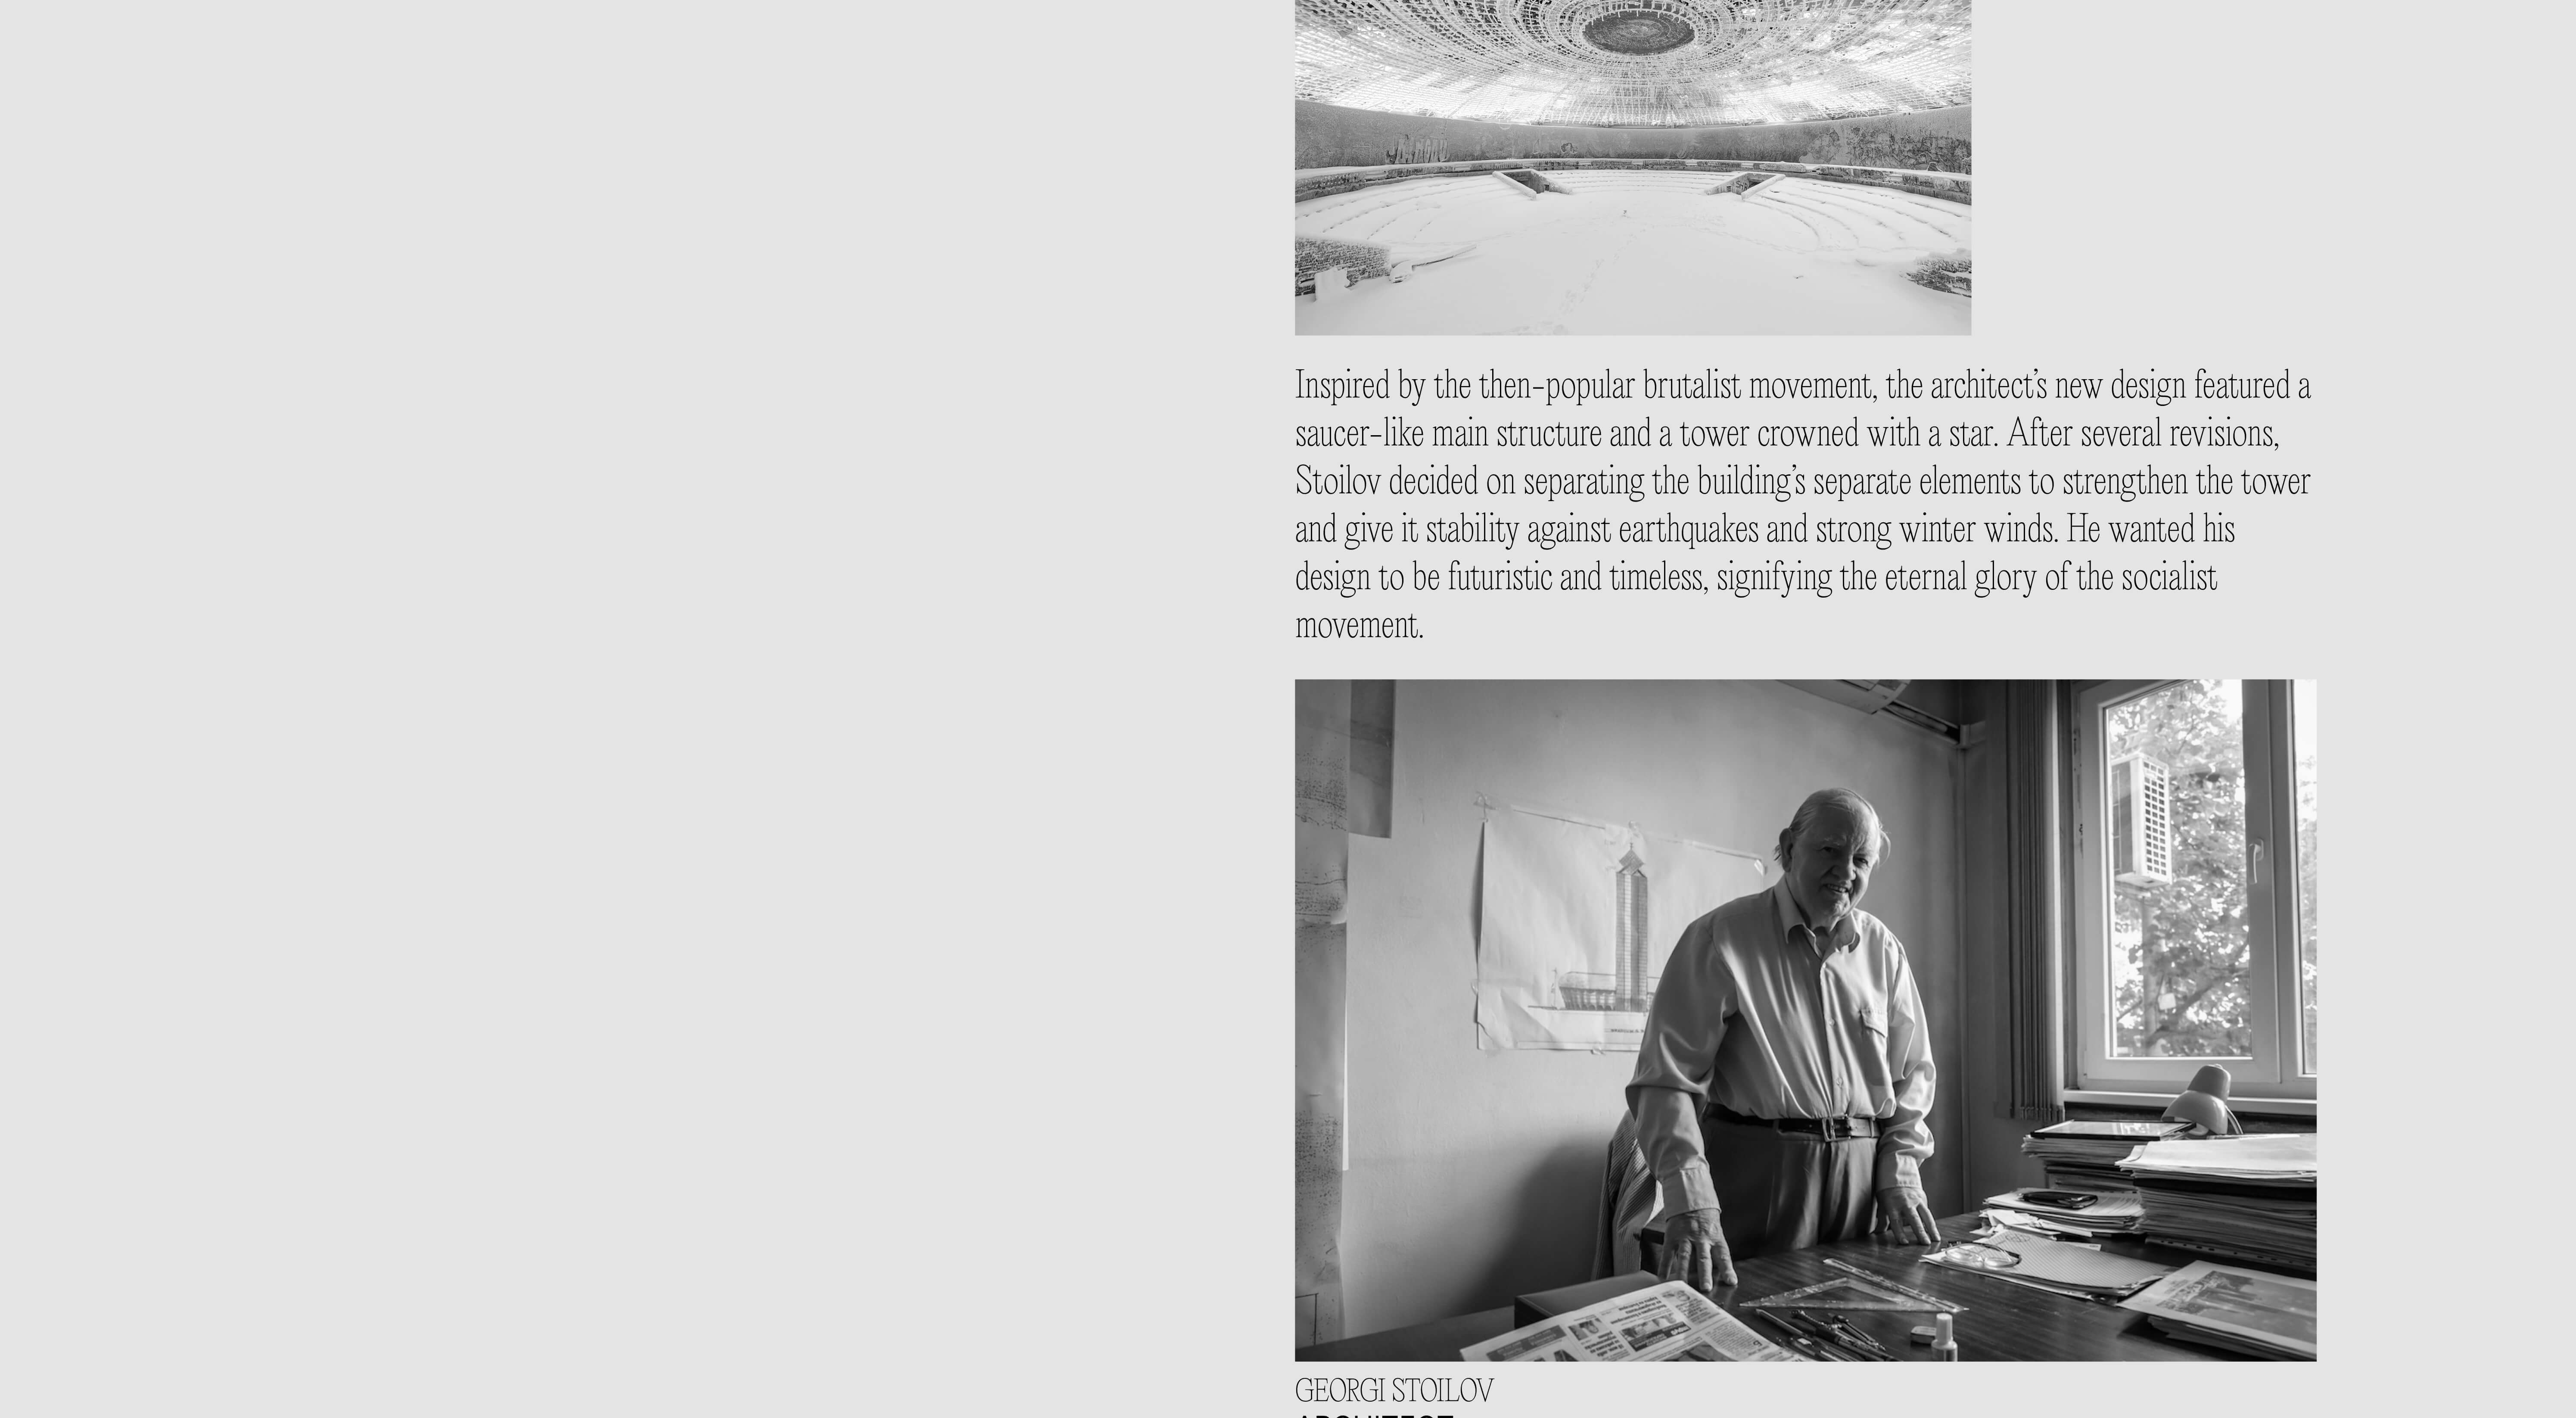 Inspired by the then-popular brutalist movement, the architect’s new design featured a
saucer-like main structure and a tower crowned with a star. After several revisions,
Stoilov decided on separating the building’s separate elements to strengthen the tower
and give it stability against earthquakes and strong winter winds. He wanted his
design to be futuristic and timeless, signifying the eternal glory of the socialist
movement.
GEORGI STOILOV
ARCHITECT